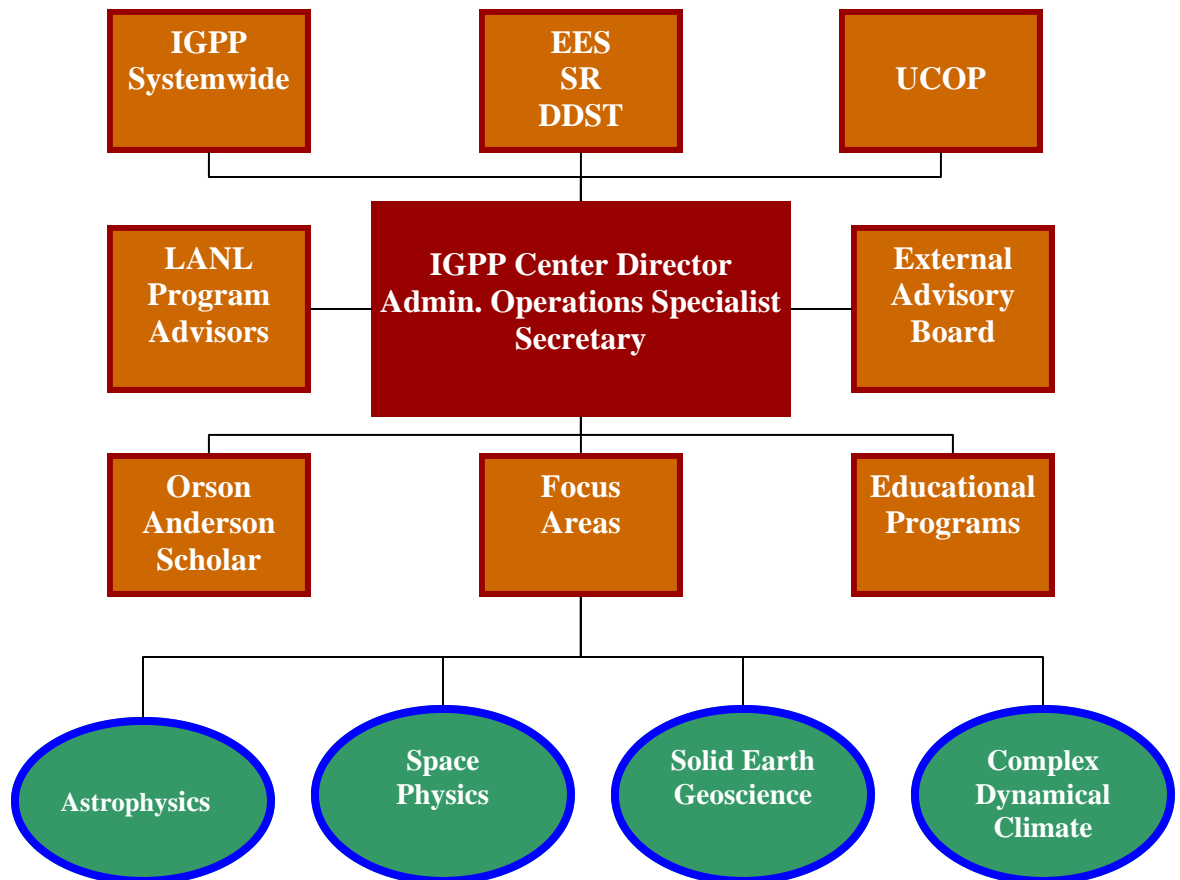 IGPP
Systemwide
EES
SR
DDST
UCOP
LANL
Program
Advisors
IGPP Center Director
Admin. Operations Specialist
Secretary
External
Advisory
Board
Orson
Anderson
Scholar
Focus
Areas
Educational
Programs
Astrophysics
Space
Physics
Solid Earth
Geoscience
Complex
Dynamical
Climate